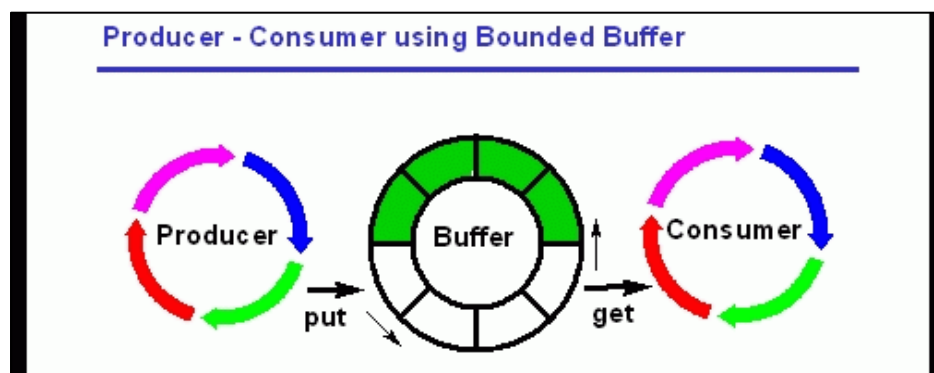 Producer - Consumer using Bounded Buffer
Producer
Buffer
Consumer
put
get